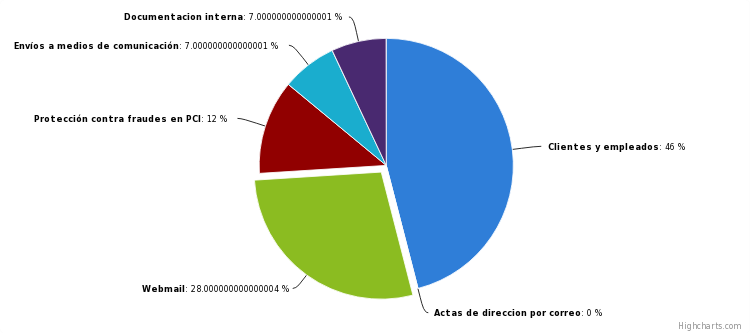 Documentacion interna: 7.000000000000001 %
Envíos a medios de comunicación: 7.000000000000001 %
Protección contra fraudes en PCI: 12 %
Clientes y empleados: 46 %
Webmail: 28.000000000000004 %
Actas de direccion por correo: 0 %
Highcharts.com